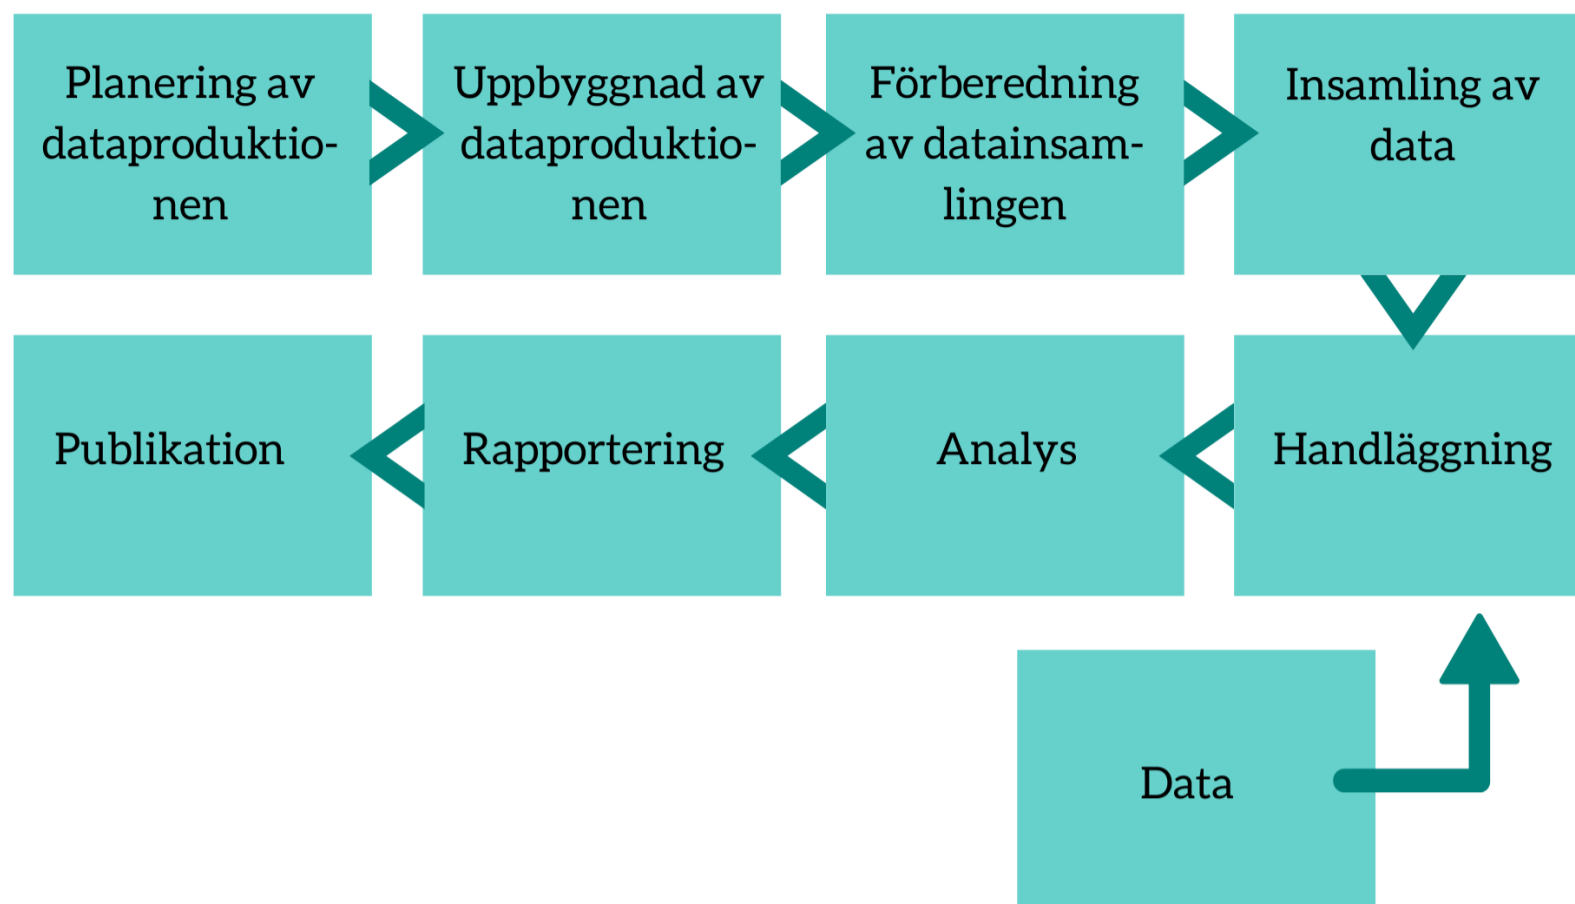 Planering av
dataproduktio-
nen
Uppbyggnad av
dataproduktio-
nen
Förberedning
av datainsam-
lingen
Insamling av
data
Handläggning
Analys
Rapportering
Publikation
Data